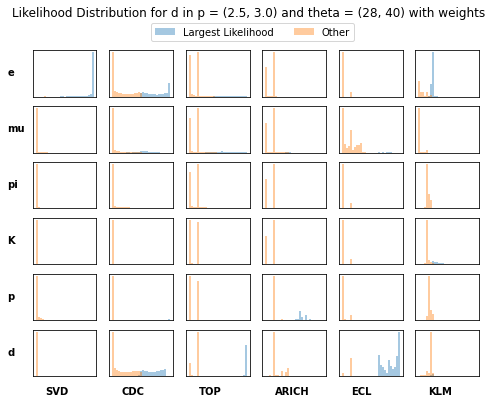 Likelihood Distribution for d in p = (2.5, 3.0) and theta = (28, 40) with weights
Largest Likelihood Other
e
mu
pi
K
p
d
SVD CDC TOP ARICH ECL KLM